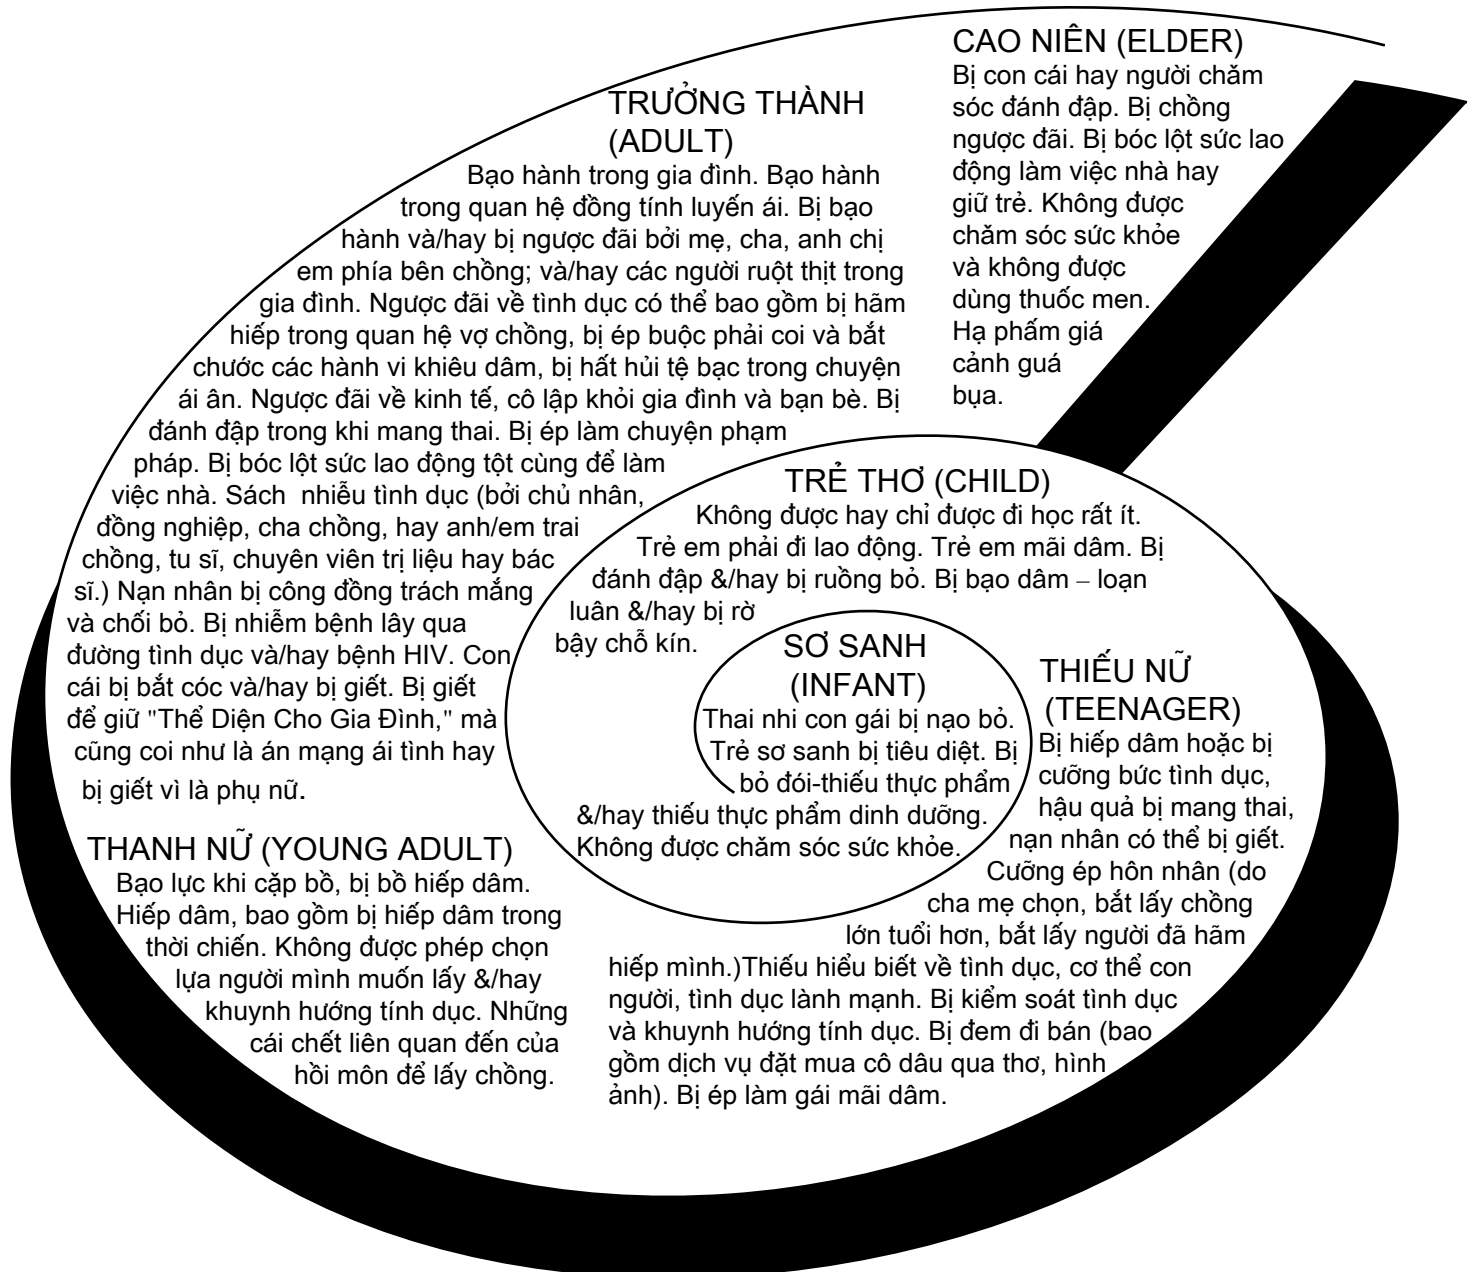 CAO NIÊN (ELDER)
Bị con cái hay người chăm
sóc đánh đập. Bị chồng
ngược đãi. Bị bóc lột sức lao
động làm việc nhà hay
giữ trẻ. Không được
chăm sóc sức khỏe
và không được
dùng thuốc men.
Hạ phẩm giá
cảnh guá
bụa.
TRƯỞNG THÀNH
(ADULT)
Bạo hành trong gia đình. Bạo hành
trong quan hệ đồng tính luyến ái. Bị bạo
hành và/hay bị ngược đãi bởi mẹ, cha, anh chị
em phía bên chồng; và/hay các người ruột thịt trong
gia đình. Ngược đãi về tình dục có thể bao gồm bị hãm
hiếp trong quan hệ vợ chồng, bị ép buộc phải coi và bắt
chước các hành vi khiêu dâm, bị hất hủi tệ bạc trong chuyện
ái ân. Ngược đãi về kinh tế, cô lập khỏi gia đình và bạn bè. Bị
đánh đập trong khi mang thai. Bị ép làm chuyện phạm
pháp. Bị bóc lột sức lao động tột cùng để làm
việc nhà. Sách nhiễu tình dục (bởi chủ nhân,
đồng nghiệp, cha chồng, hay anh/em trai
chồng, tu sĩ, chuyên viên trị liệu hay bác
sĩ.) Nạn nhân bị công đồng trách mắng
và chối bỏ. Bị nhiễm bệnh lây qua
đường tình dục và/hay bệnh HIV. Con
cái bị bắt cóc và/hay bị giết. Bị giết
để giữ "Thể Diện Cho Gia Đình," mà
cũng coi như là án mạng ái tình hay
bị giết vì là phụ nữ.
TRẺ THƠ (CHILD)
Không được hay chỉ được đi học rất ít.
Trẻ em phải đi lao động. Trẻ em mãi dâm. Bị
đánh đập &/hay bị ruồng bỏ. Bị bạo dâm – loạn
luân &/hay bị rờ
bậy chỗ kín.
SƠ SANH
(INFANT)
Thai nhi con gái bị nạo bỏ.
Trẻ sơ sanh bị tiêu diệt. Bị
bỏ đói-thiếu thực phẩm
&/hay thiếu thực phẩm dinh dưỡng.
Không được chăm sóc sức khỏe.
THIẾU NỮ
(TEENAGER)
Bị hiếp dâm hoặc bị
cưỡng bức tình dục,
hậu quả bị mang thai,
nạn nhân có thể bị giết.
Cưỡng ép hôn nhân (do
cha mẹ chọn, bắt lấy chồng
lớn tuổi hơn, bắt lấy người đã hãm
hiếp mình.)Thiếu hiểu biết về tình dục, cơ thể con
người, tình dục lành mạnh. Bị kiểm soát tình dục
và khuynh hướng tính dục. Bị đem đi bán (bao
gồm dịch vụ đặt mua cô dâu qua thơ, hình
ảnh). Bị ép làm gái mãi dâm.
THANH NỮ (YOUNG ADULT)
Bạo lực khi cặp bồ, bị bồ hiếp dâm.
Hiếp dâm, bao gồm bị hiếp dâm trong
thời chiến. Không được phép chọn
lựa người mình muốn lấy &/hay
khuynh hướng tính dục. Những
cái chết liên quan đến của
hồi môn để lấy chồng.